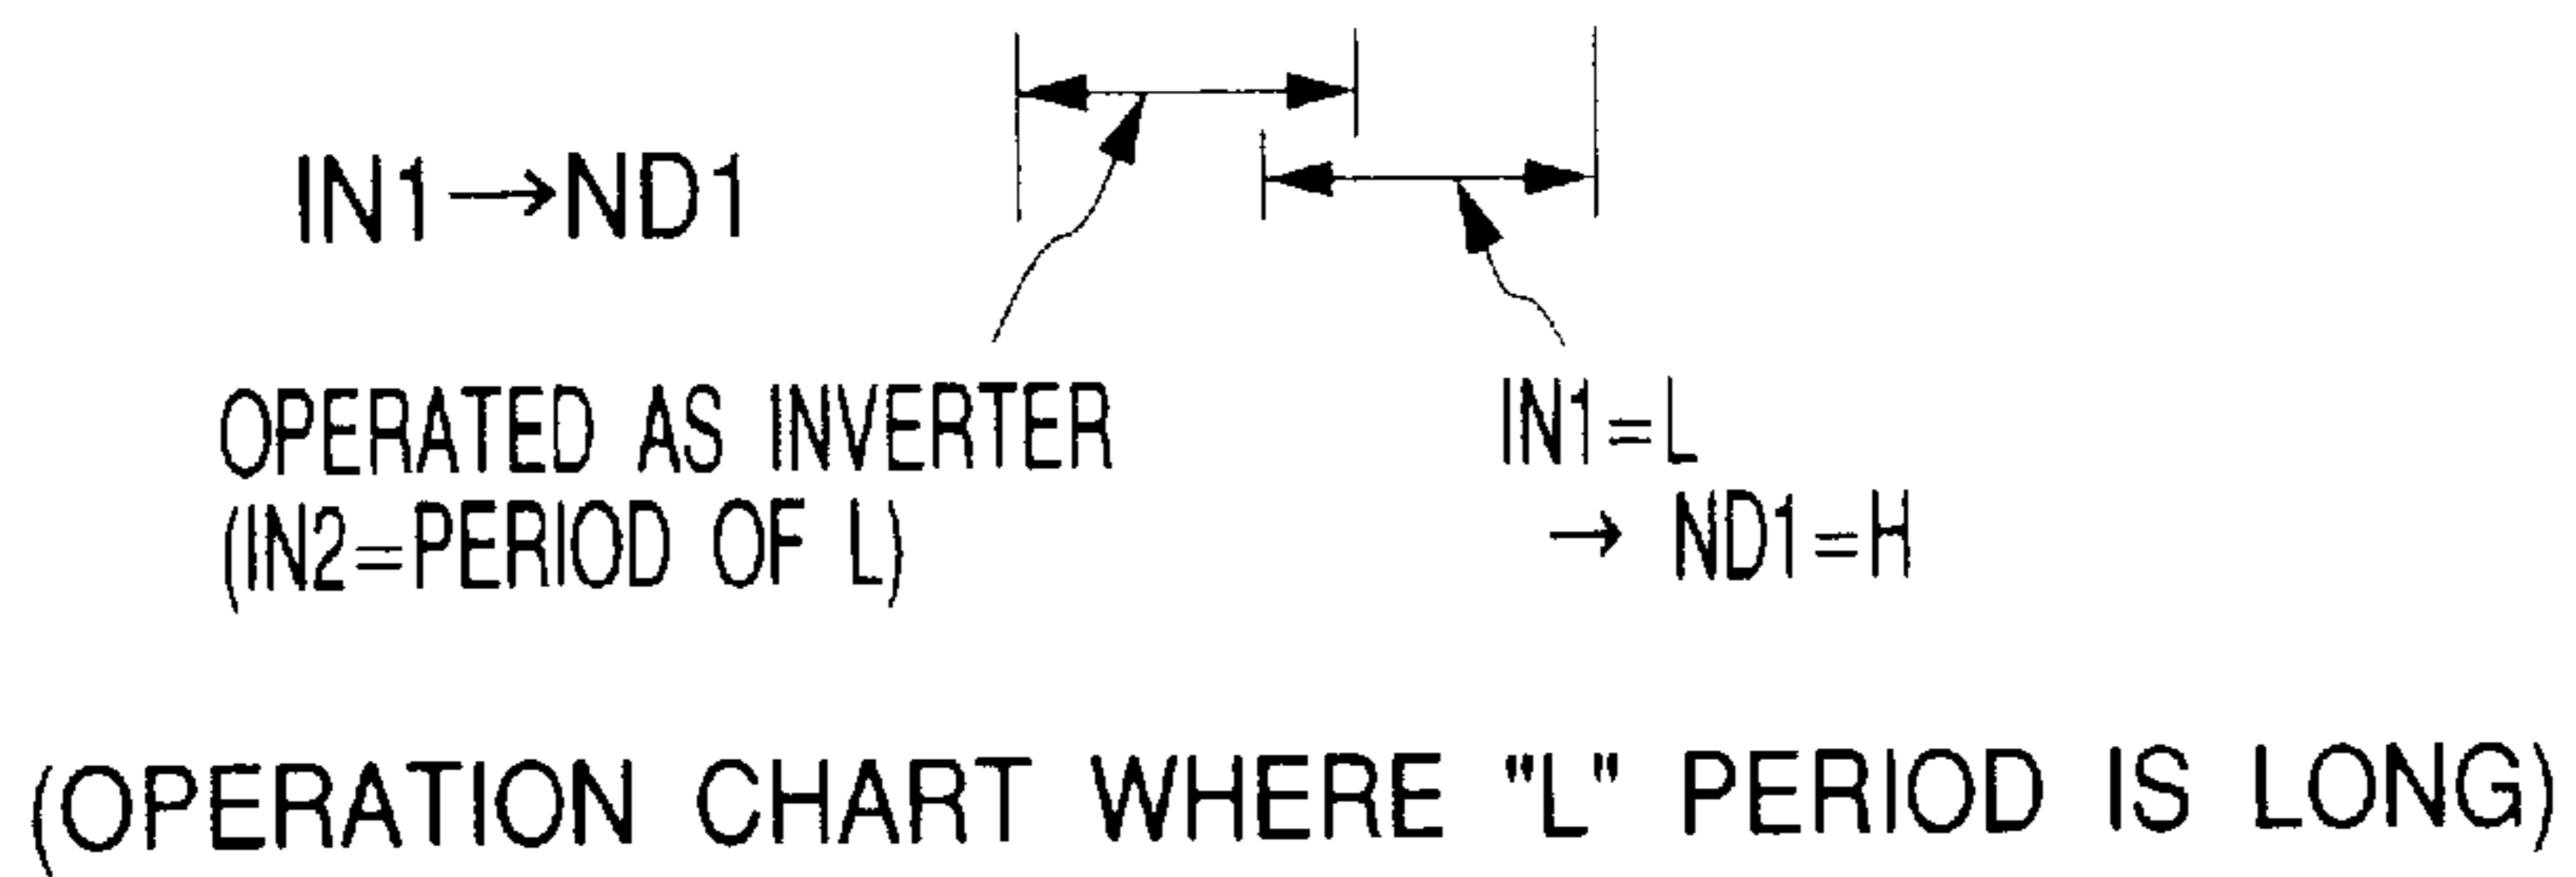 IN1→ND1
OPERATED AS INVERTER
(IN2=PERIOD OF L)
IN1=L
→ ND1=H
(OPERATION CHART WHERE "L" PERIOD IS LONG)